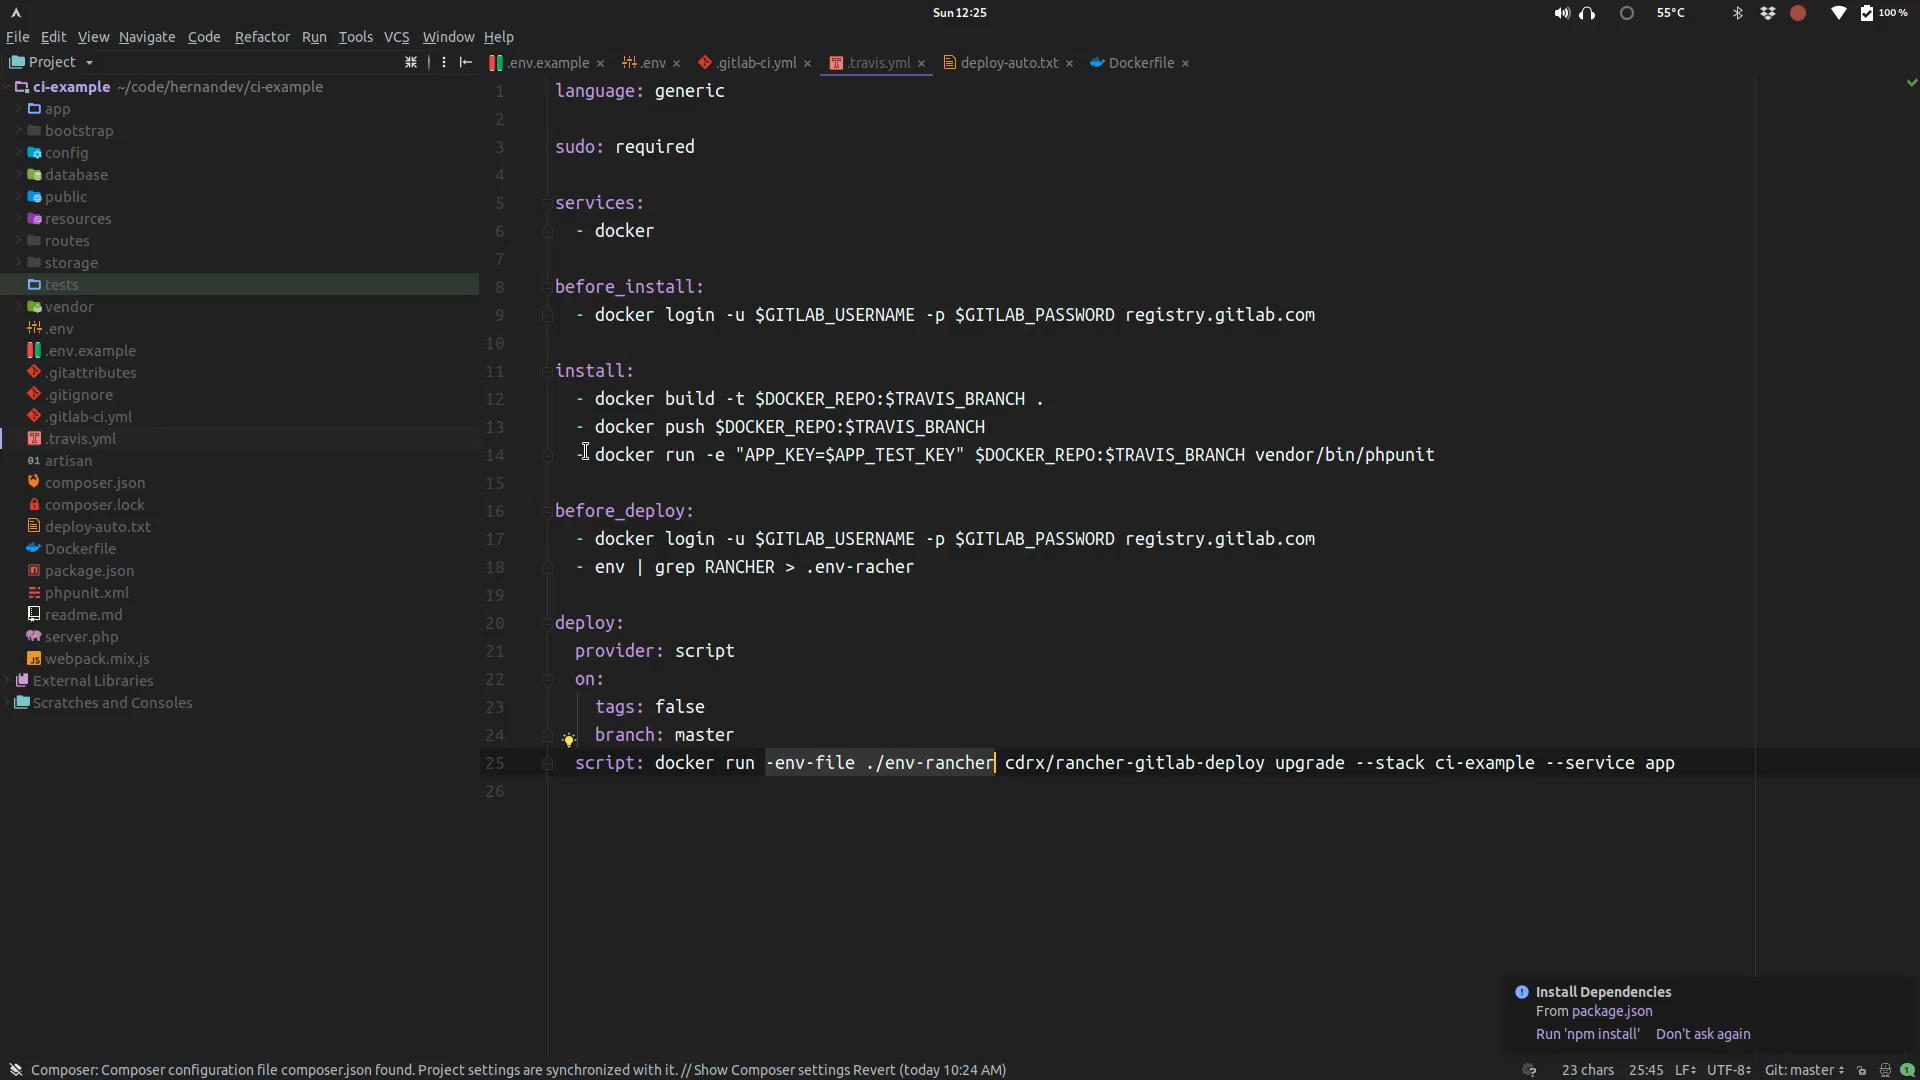 Sun 12:25
55°C
100 %
File Edit View Navigate Code Refactor Run Tools VCS Window Help
Project
.env.example
.env
.gitlab-ci.yml
.travis.yml
deploy-auto.txt
Dockerfile
ci-example ~/code/hernandev/ci-example
app
bootstrap
config
database
public
resources
routes
storage
tests
vendor
.env
.env.example
.gitattributes
.gitignore
.gitlab-ci.yml
.travis.yml
artisan
composer.json
composer.lock
deploy-auto.txt
Dockerfile
package.json
phpunit.xml
readme.md
server.php
webpack.mix.js
External Libraries
Scratches and Consoles
1 language: generic
2
3 sudo: required
4
5 services:
6 - docker
7
8 before_install:
9 - docker login -u $GITLAB_USERNAME -p $GITLAB_PASSWORD registry.gitlab.com
10
11 install:
12 - docker build -t $DOCKER_REPO:$TRAVIS_BRANCH .
13 - docker push $DOCKER_REPO:$TRAVIS_BRANCH
14 - docker run -e "APP_KEY=$APP_TEST_KEY" $DOCKER_REPO:$TRAVIS_BRANCH vendor/bin/phpunit
15
16 before_deploy:
17 - docker login -u $GITLAB_USERNAME -p $GITLAB_PASSWORD registry.gitlab.com
18 - env | grep RANCHER > .env-racher
19
20 deploy:
21 provider: script
22 on:
23 tags: false
24 branch: master
25 script: docker run -env-file ./env-rancher cdrx/rancher-gitlab-deploy upgrade --stack ci-example --service app
26
Install Dependencies
From package.json
Run 'npm install' Don't ask again
Composer: Composer configuration file composer.json found. Project settings are synchronized with it. // Show Composer settings Revert (today 10:24 AM)
23 chars 25:45 LF UTF-8 Git: master 1